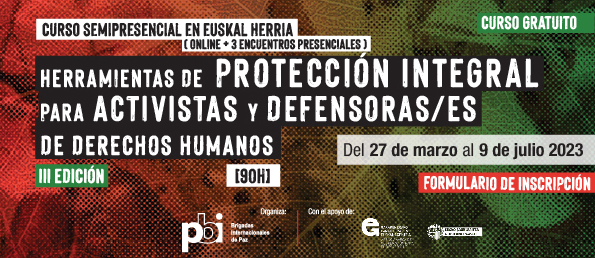 CURSO SEMIPRESENCIAL EN EUSKAL HERRIA
CURSO GRATUITO
( ONLINE + 3 ENCUENTROS PRESENCIALES )
HERRAMIENTAS DE PROTECCIÓN INTEGRAL
PARA ACTIVISTAS Y DEFENSORAS/ES
DE DERECHOS HUMANOS
Del 27 de marzo al 9 de julio 2023
III EDICIÓN
[90H]
FORMULARIO DE INSCRIPCIÓN
Organiza:
Con el apoyo de:
pbi
Brigadas
Internacionales
de Paz